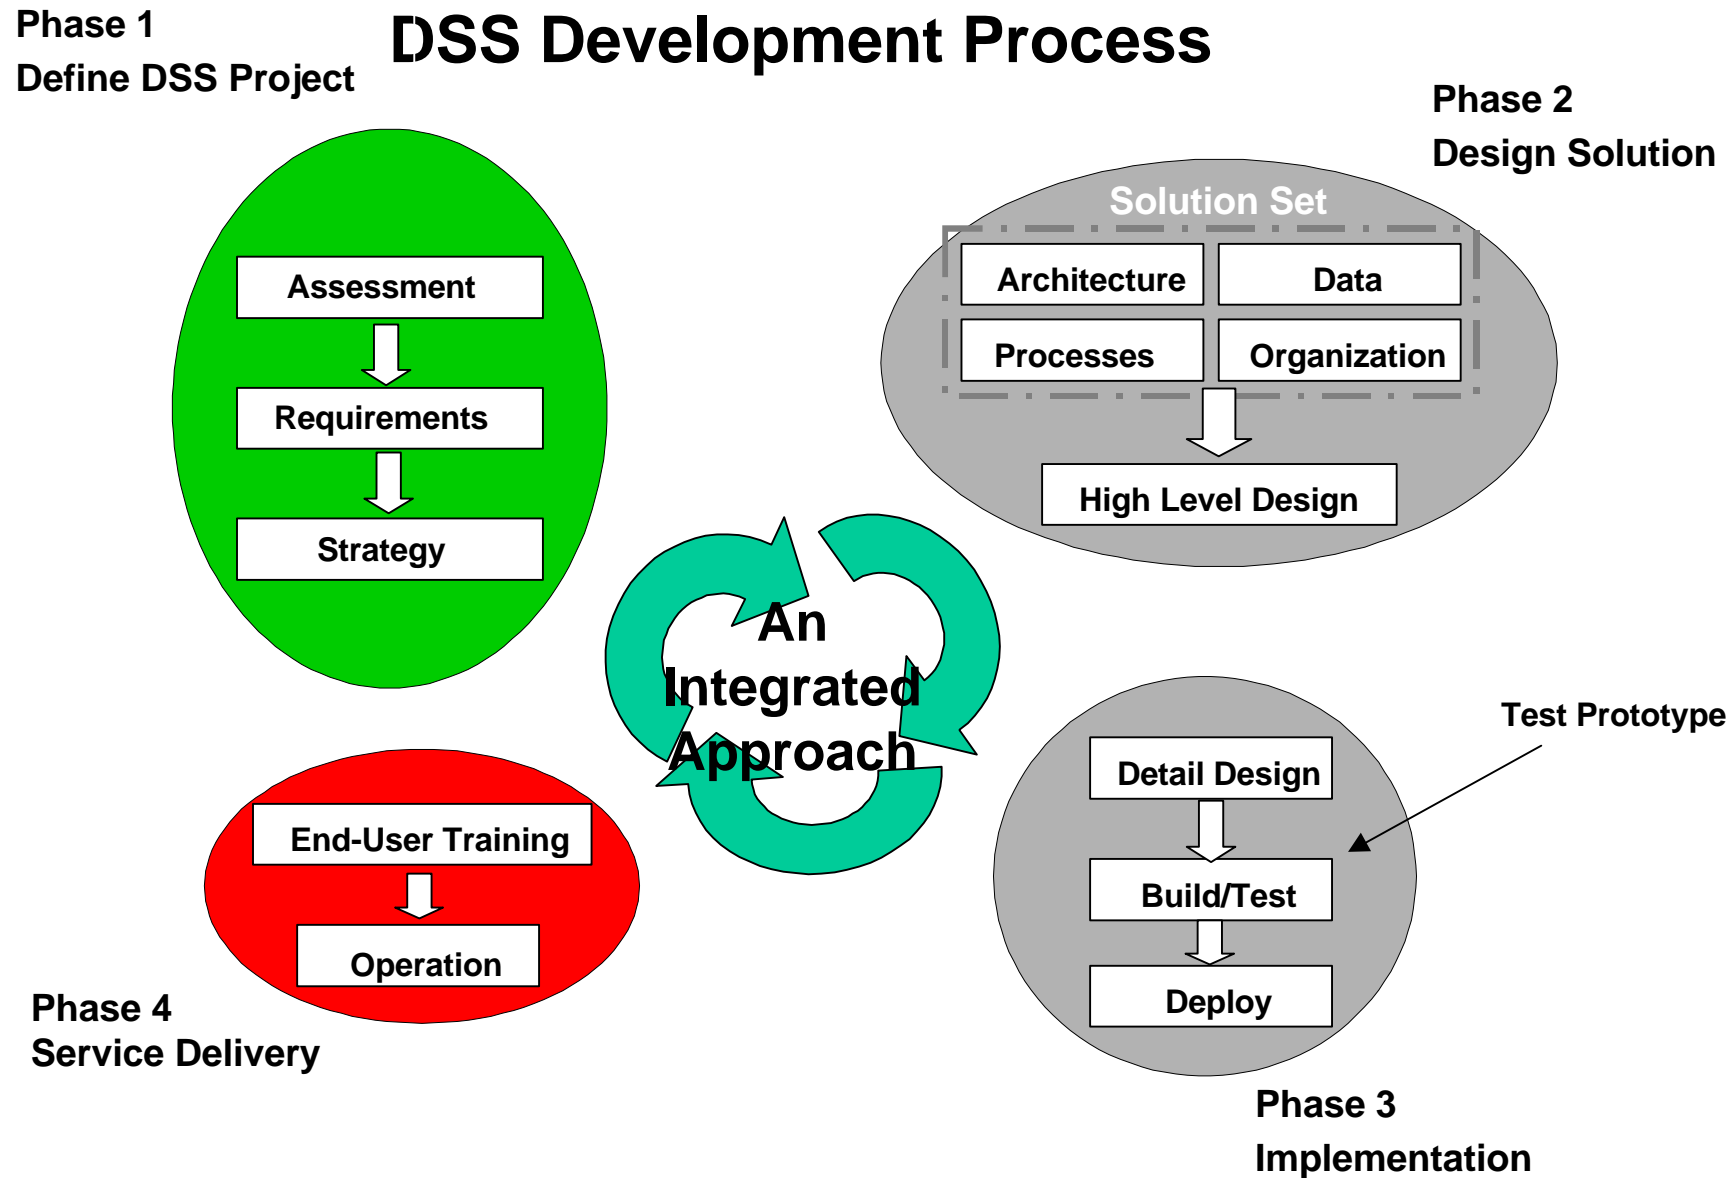 DSS Development Process
Phase 1
Define DSS Project
Assessment
Requirements
Strategy
Phase 2
Design Solution
Solution Set
Architecture
Data
Processes
Organization
High Level Design
An
Integrated
Approach
Test Prototype
Detail Design
Build/Test
Deploy
Phase 3
Implementation
End-User Training
Operation
Phase 4
Service Delivery